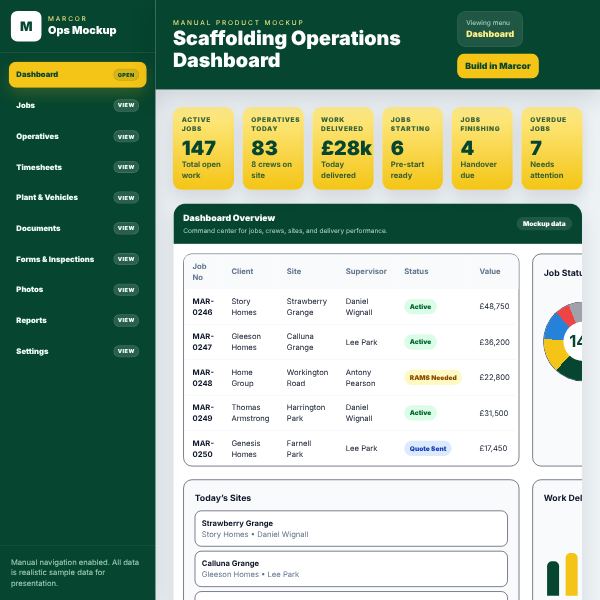 M
MARCOR
Ops Mockup
Dashboard OPEN
Jobs VIEW
Operatives VIEW
Timesheets VIEW
Plant & Vehicles VIEW
Documents VIEW
Forms & Inspections VIEW
Photos VIEW
Reports VIEW
Settings VIEW
Manual navigation enabled. All data
is realistic sample data for
presentation.
MANUAL PRODUCT MOCKUP
Scaffolding Operations
Dashboard
Viewing menu
Dashboard
Build in Marcor
ACTIVE
JOBS
147
Total open
work
OPERATIVES
TODAY
83
8 crews on
site
WORK
DELIVERED
£28k
Today
delivered
JOBS
STARTING
6
Pre-start
ready
JOBS
FINISHING
4
Handover
due
OVERDUE
JOBS
7
Needs
attention
Dashboard Overview
Command center for jobs, crews, sites, and delivery performance.
Mockup data
Job
No
Client
Site
Supervisor
Status
Value
MAR-
0246
Story
Homes
Strawberry
Grange
Daniel
Wignall
Active
£48,750
MAR-
0247
Gleeson
Homes
Calluna
Grange
Lee Park
Active
£36,200
MAR-
0248
Home
Group
Workington
Road
Antony
Pearson
RAMS Needed
£22,800
MAR-
0249
Thomas
Armstrong
Harrington
Park
Daniel
Wignall
Active
£31,500
MAR-
0250
Genesis
Homes
Farnell
Park
Lee Park
Quote Sent
£17,450
Job Statu
14
Today's Sites
Strawberry Grange
Story Homes • Daniel Wignall
Calluna Grange
Gleeson Homes • Lee Park
Work Del